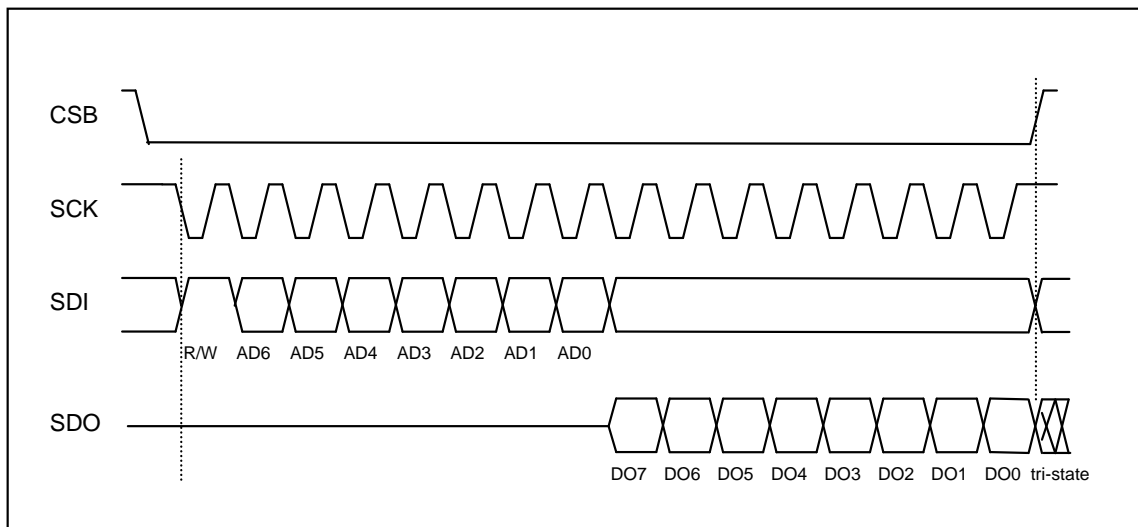 CSB
SCK
SDI
R/W AD6 AD5 AD4 AD3 AD2 AD1 AD0
SDO
DO7 DO6 DO5 DO4 DO3 DO2 DO1 DO0 tri-state